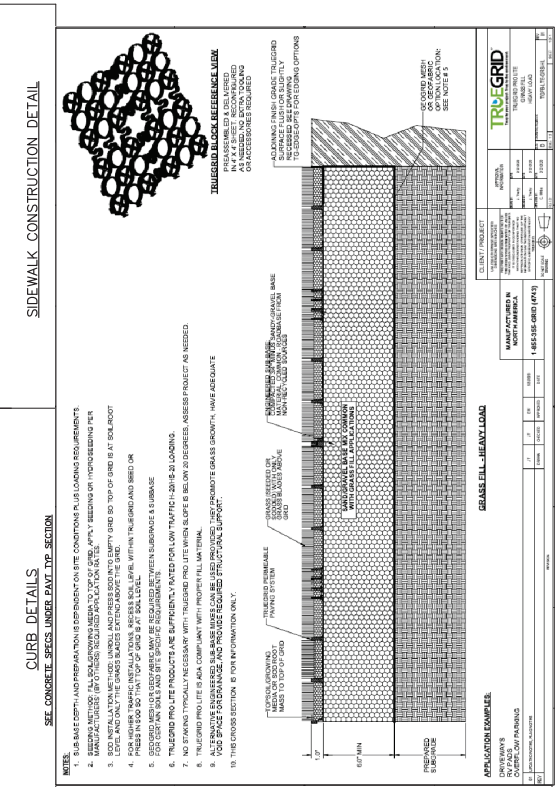 CURB DETAILS
SIDEWALK CONSTRUCTION DETAIL
SEE CONCRETE SPECS UNDER PAVT TYP SECTION
NOTES:
1. SUB-BASE DEPTH AND PREPARATION IS DEPENDENT ON SITE CONDITIONS PLUS LOADING REQUIREMENTS.
2. SEEDING METHOD: FILL SOIL/GROWING MEDIA TO TOP OF GRID, APPLY SEEDING OR HYDROSEEDING PER
MANUFACTURERS' (BY OTHERS) REQUIRED APPLICATION RATES.
3. SOD INSTALLATION METHOD: UNROLL AND PRESS SOD INTO EMPTY GRID SO TOP OF GRID IS AT SOIL/ROOT
LEVEL AND ONLY THE GRASS BLADES EXTEND ABOVE THE GRID.
4. FOR HIGHER TRAFFIC INSTALLATIONS, RECESS SOIL LEVEL WITHIN TRUEGRID AND SEED OR
PRESS IN SOD SO THAT TOP OF GRID IS AT SOIL LEVEL.
5. GEOGRID MESH OR GEOFABRIC MAY BE REQUIRED BETWEEN SUBGRADE & SUBBASE
FOR CERTAIN SOILS AND SITE SPECIFIC REQUIREMENTS.
6. TRUEGRID PRO LITE PRODUCTS ARE SUFFICIENTLY RATED FOR LOW TRAFFIC H-20/HS-20 LOADING.
7. NO STAKING TYPICALLY NECESSARY WITH TRUEGRID PRO LITE WHEN SLOPE IS BELOW 20 DEGREES, ASSESS PROJECT AS NEEDED.
8. TRUEGRID PRO LITE IS ADA COMPLIANT WITH PROPER FILL MATERIAL.
9. ALTERNATIVE ENGINEERED SUB-BASE MIXES CAN BE USED PROVIDED THEY PROMOTE GRASS GROWTH, HAVE ADEQUATE
VOID SPACE FOR DRAINAGE, AND PROVIDE REQUIRED STRUCTURAL SUPPORT.
10. THIS CROSS SECTION IS FOR INFORMATION ONLY.
TRUEGRID BLOCK REFERENCE VIEW
PREASSEMBLED & DELIVERED
IN 4' X 4' SHEET. RECONFIGURED
AS NEEDED, NO EXTRA TOOLING
OR ACCESSORIES REQUIRED
TOPSOIL/GROWING
MEDIA OR SOD ROOT
MASS TO TOP OF GRID
TRUEGRID PERMEABLE
PAVING SYSTEM
GRASS (SEEDED OR
SODDED) WITH ONLY
GRASS BLADES ABOVE
GRID
ENGINEERED SUB-BASE
SANDY GRAVEL BASE
MATERIAL COMMON ROADBASE FROM
NON-RECYCLED SOURCES
ADJOINING FINISH GRADE TRUEGRID
SURFACE FLUSH OR SLIGHTLY
RECESSED SEE DRAWING
TG-EDGE-OPTS FOR EDGING OPTIONS
1.0"
6.0" MIN
PREPARED
SUBGRADE
SAND/GRAVEL BASE MIX COMMON
WITH GRASS FILL APPLICATIONS
GEOGRID MESH
OR GEOFABRIC
OPTION LOCATION:
SEE NOTE # 5
APPLICATION EXAMPLES:
DRIVEWAYS
RV PADS
OVERFLOW PARKING
GRASS FILL - HEAVY LOAD
MANUFACTURED IN
NORTH AMERICA
1-855-355-GRID (4743)
CLIENT / PROJECT
TRUEGRID
TRUEGRID PRO LITE
GRASS FILL
HEAVY LOAD